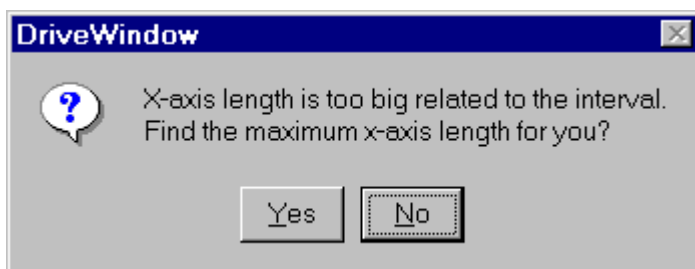 DriveWindow
X-axis length is too big related to the interval.
Find the maximum x-axis length for you?
Yes No